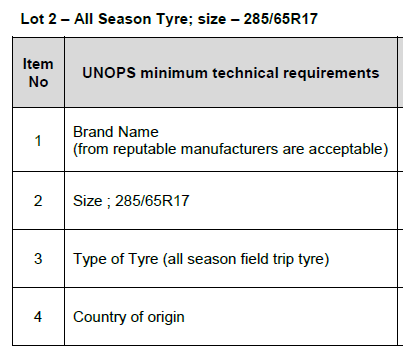 Lot 2 – All Season Tyre; size – 285/65R17
Item
No
UNOPS minimum technical requirements
1
Brand Name
(from reputable manufacturers are acceptable)
2
Size ; 285/65R17
3
Type of Tyre (all season field trip tyre)
4
Country of origin